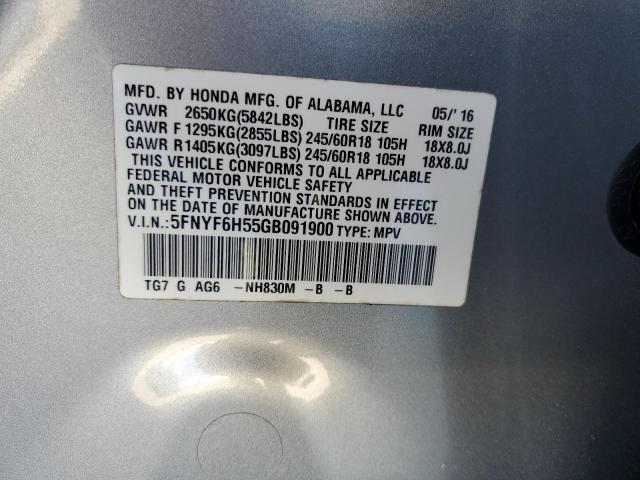 MFD. BY HONDA MFG. OF ALABAMA, LLC 05/'16
GVWR 2650KG(5842LBS) TIRE SIZE RIM SIZE
GAWR F 1295KG(2855LBS) 245/60R18 105H 18X8.0J
GAWR R1405KG(3097LBS) 245/60R18 105H 18X8.0J
THIS VEHICLE CONFORMS TO ALL APPLICABLE
FEDERAL MOTOR VEHICLE SAFETY
AND THEFT PREVENTION STANDARDS IN EFFECT
ON THE DATE OF MANUFACTURE SHOWN ABOVE.
V.I.N.:5FNYF6H55GB091900 TYPE: MPV
TG7 G AG6 -NH830M -B -B